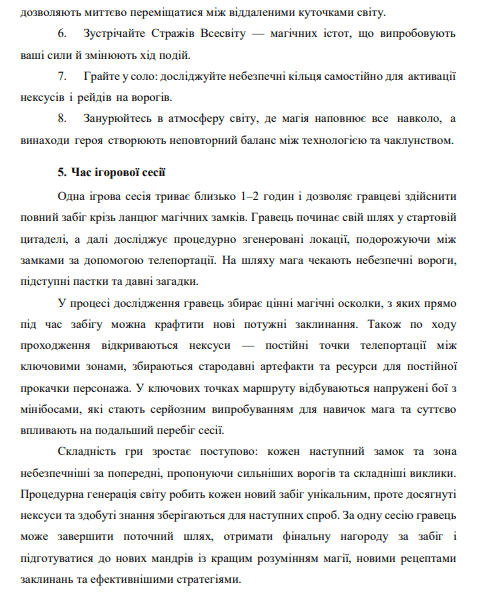 дозволяють миттєво переміщатися між віддаленими куточками світу.
6. Зустрічайте Стражів Всесвіту — магічних істот, що випробовують
ваші сили й змінюють хід подій.
7. Грайте у соло: досліджуйте небезпечні кільця самостійно для активації
нексусів і рейдів на ворогів.
8. Занурюйтесь в атмосферу світу, де магія наповнює все навколо, а
винаходи героя створюють неповторний баланс між технологією та чаклунством.
5. Час ігорової сесії
Одна ігрова сесія триває близько 1–2 годин і дозволяє гравцеві здійснити
повний забіг крізь ланцюг магічних замків. Гравець починає свій шлях у стартовій
цитаделі, а далі досліджує процедурно згенеровані локації, подорожуючи між
замками за допомогою телепортації. На шляху мага чекають небезпечні вороги,
підступні пастки та давні загадки.
У процесі дослідження гравець збирає цінні магічні осколки, з яких прямо
під час забігу можна крафтити нові потужні заклинання. Також по ходу
проходження відкриваються нексуси — постійні точки телепортації між
ключовими зонами, збираються стародавні артефакти та ресурси для постійної
прокачки персонажа. У ключових точках маршруту відбуваються напружені бої з
мінібосами, які стають серйозним випробуванням для навичок мага та суттєво
впливають на подальший перебіг сесії.
Складність гри зростає поступово: кожен наступний замок та зона
небезпечніші за попередні, пропонуючи сильніших ворогів та складніші виклики.
Процедурна генерація світу робить кожен новий забіг унікальним, проте досягнуті
нексуси та здобуті знання зберігаються для наступних спроб. За одну сесію гравець
може завершити поточний шлях, отримати фінальну нагороду за забіг і
підготуватися до нових мандрів із кращим розумінням магії, новими рецептами
заклинань та ефективнішими стратегіями.